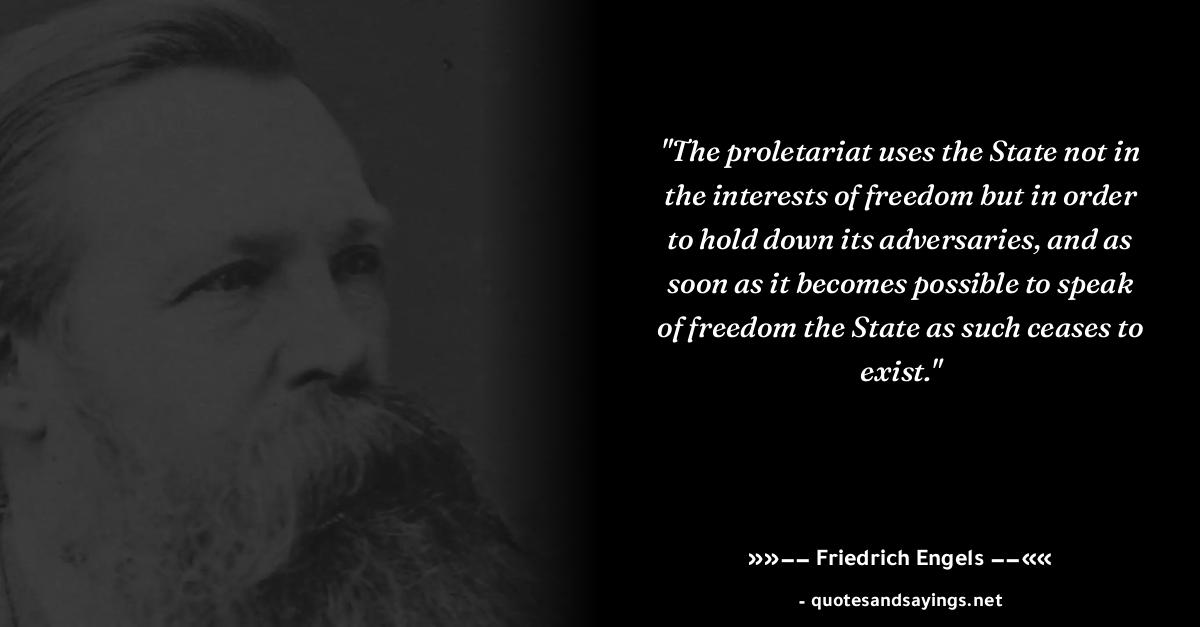 "The proletariat uses the State not in
the interests of freedom but in order
to hold down its adversaries, and as
soon as it becomes possible to speak
of freedom the State as such ceases to
exist."
»»–– Friedrich Engels ––««
- quotesandsayings.net